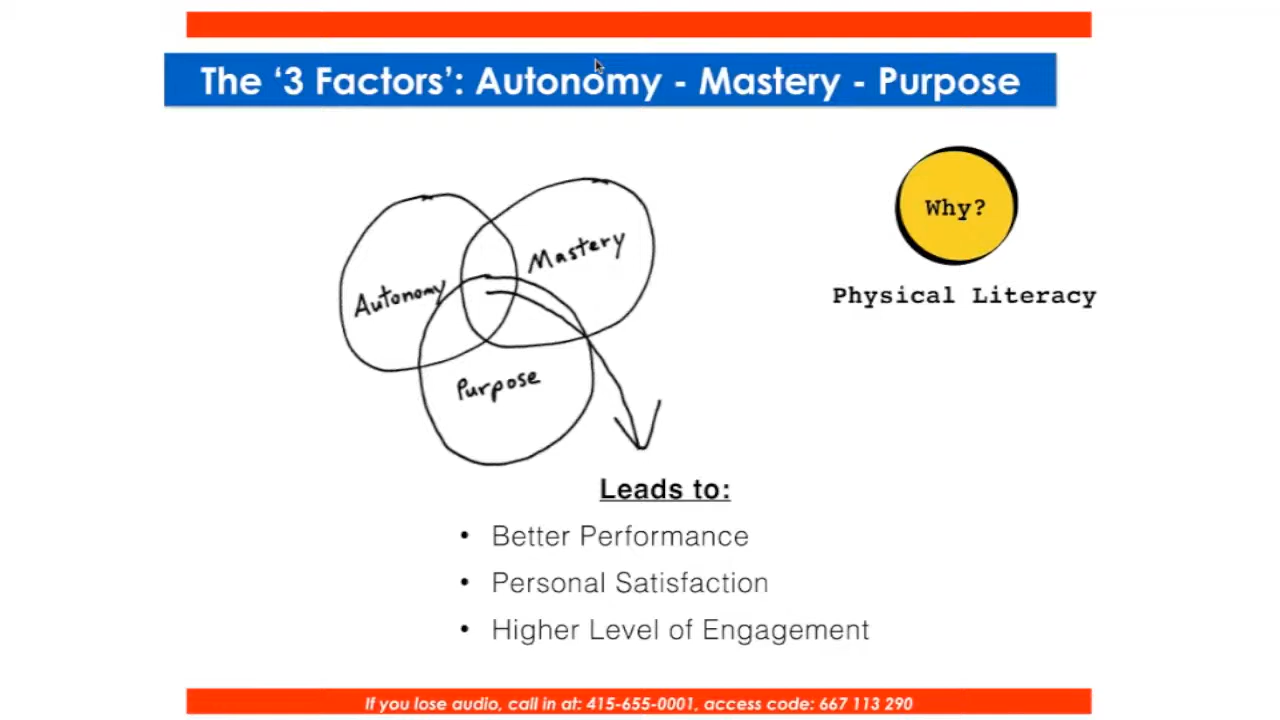 The ‘3 Factors’: Autonomy - Mastery - Purpose
Autonomy
Mastery
Purpose
Why?
Physical Literacy
Leads to:
• Better Performance
• Personal Satisfaction
• Higher Level of Engagement
If you lose audio, call in at: 415-655-0001, access code: 667 113 290